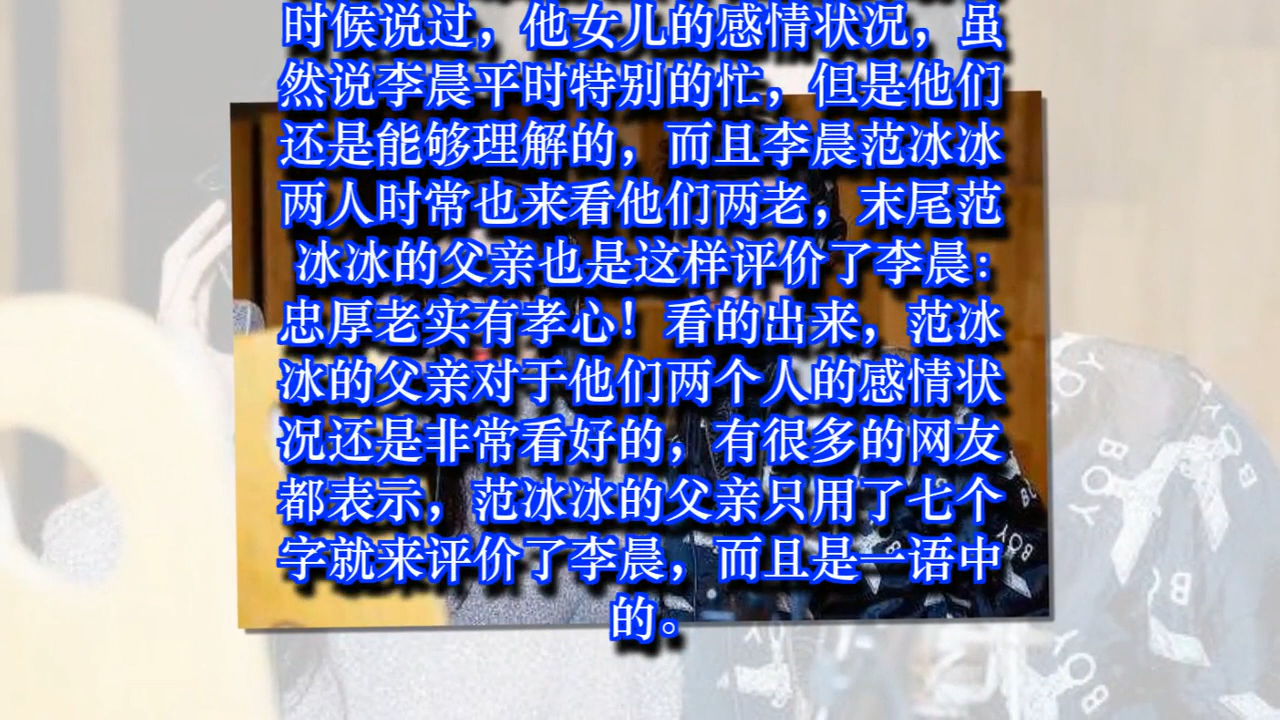 时候说过，他女儿的感情状况，虽
然说李晨平时特别的忙，但是他们
还是能够理解的，而且李晨范冰冰
两人时常也来看他们两老，末尾范
冰冰的父亲也是这样评价了李晨：
忠厚老实有孝心！看的出来，范冰
冰的父亲对于他们两个人的感情状
况还是非常看好的，有很多的网友
都表示，范冰冰的父亲只用了七个
字就来评价了李晨，而且是一语中
的。
BOY
BOY
BOY
BOY